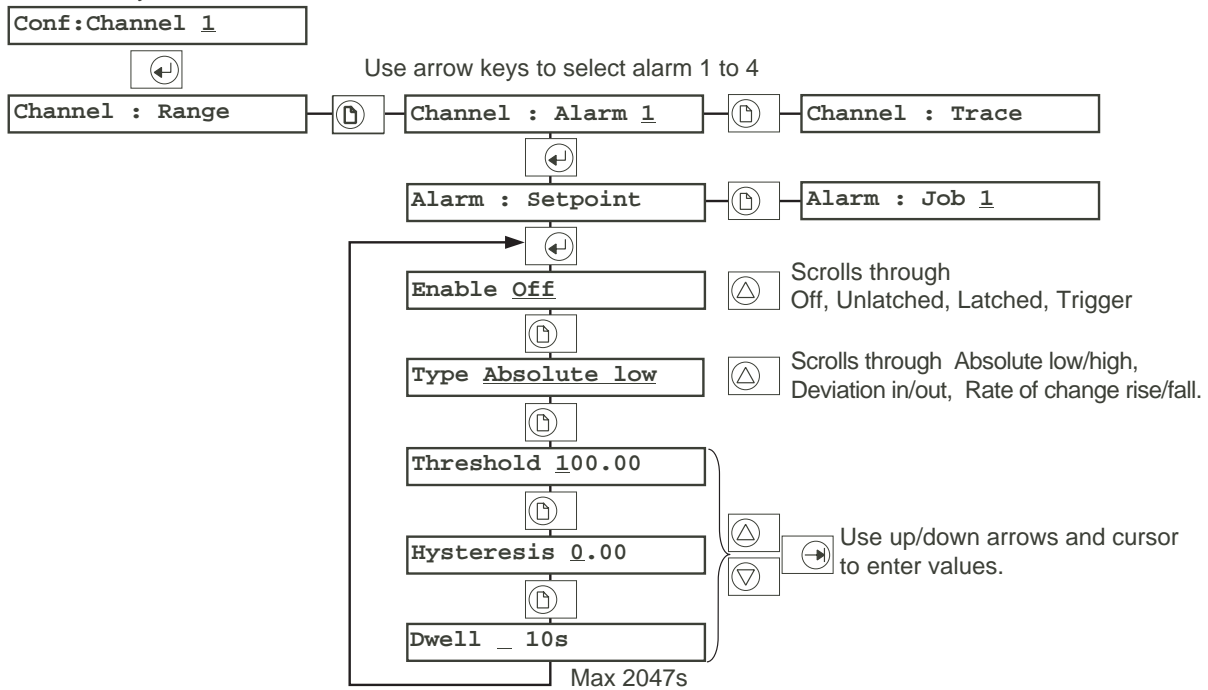 Conf:Channel 1
Use arrow keys to select alarm 1 to 4
Channel : Range
Channel : Alarm 1
Channel : Trace
Alarm : Setpoint
Alarm : Job 1
Enable Off
Scrolls through
Off, Unlatched, Latched, Trigger
Type Absolute low
Scrolls through Absolute low/high,
Deviation in/out, Rate of change rise/fall.
Threshold 100.00
Hysteresis 0.00
Use up/down arrows and cursor
to enter values.
Dwell _ 10s
Max 2047s